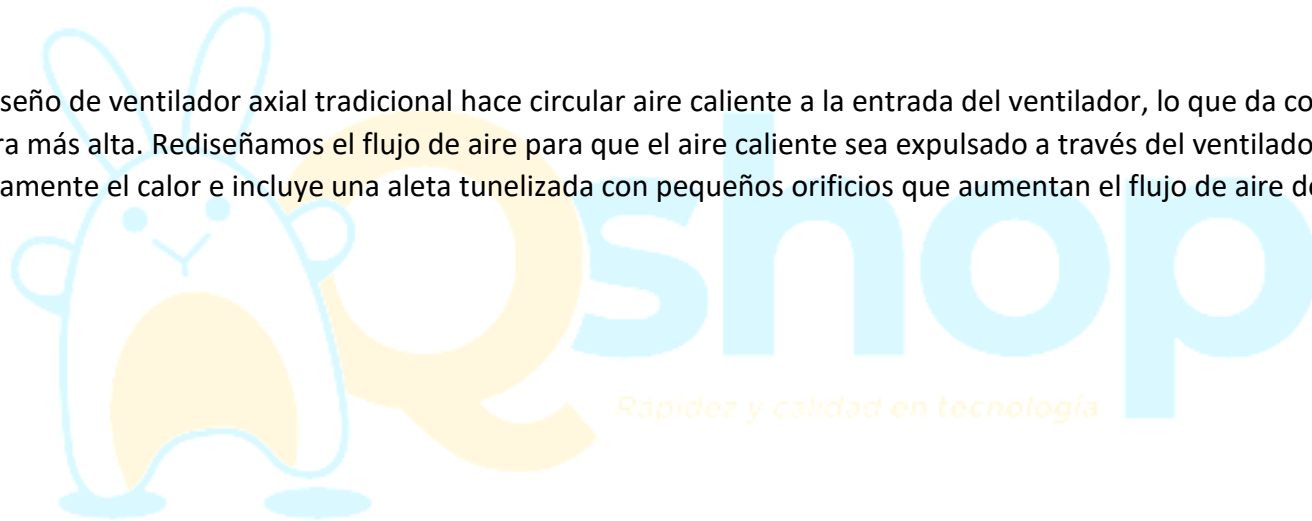 seño de ventilador axial tradicional hace circular aire caliente a la entrada del ventilador, lo que da co
ra más alta. Rediseñamos el flujo de aire para que el aire caliente sea expulsado a través del ventilado
amente el calor e incluye una aleta tunelizada con pequeños orificios que aumentan el flujo de aire de
Qshop
Rápidez y calidad en tecnología